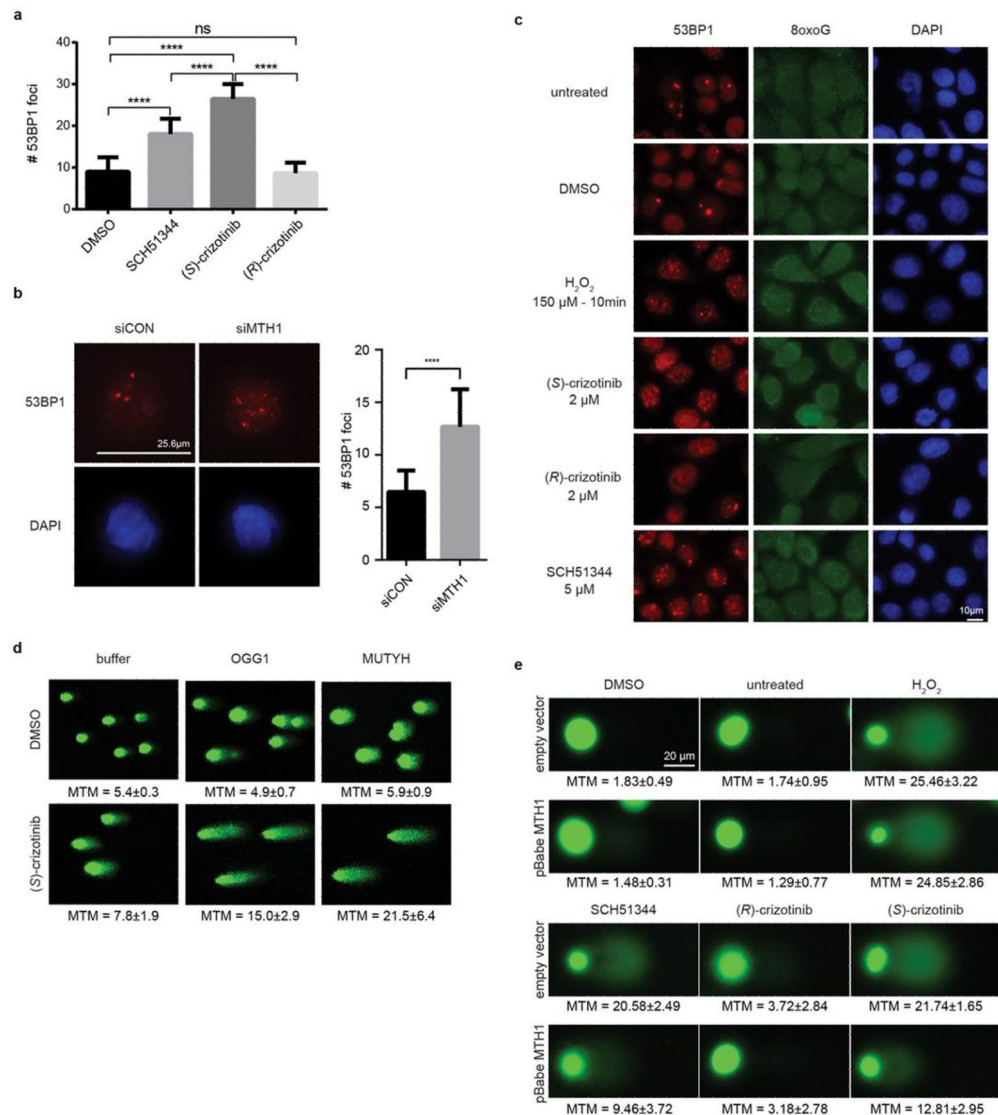 a
ns
****
****
****
****
# 53BP1 foci
40
30
20
10
0
DMSO
SCH51344
(S)-crizotinib
(R)-crizotinib
b
siCON
siMTH1
53BP1
25.6µm
DAPI
# 53BP1 foci
20
15
10
5
0
****
siCON
siMTH1
c
53BP1 8oxoG DAPI
untreated
DMSO
H₂O₂
150 µM - 10min
(S)-crizotinib
2 µM
(R)-crizotinib
2 µM
SCH51344
5 µM
10µm
d
buffer OGG1 MUTYH
DMSO
MTM = 5.4±0.3 MTM = 4.9±0.7 MTM = 5.9±0.9
(S)-crizotinib
MTM = 7.8±1.9 MTM = 15.0±2.9 MTM = 21.5±6.4
e
DMSO untreated H₂O₂
empty vector
20 µm
MTM = 1.83±0.49 MTM = 1.74±0.95 MTM = 25.46±3.22
pBabe MTH1
MTM = 1.48±0.31 MTM = 1.29±0.77 MTM = 24.85±2.86
SCH51344 (R)-crizotinib (S)-crizotinib
empty vector
MTM = 20.58±2.49 MTM = 3.72±2.84 MTM = 21.74±1.65
pBabe MTH1
MTM = 9.46±3.72 MTM = 3.18±2.78 MTM = 12.81±2.95